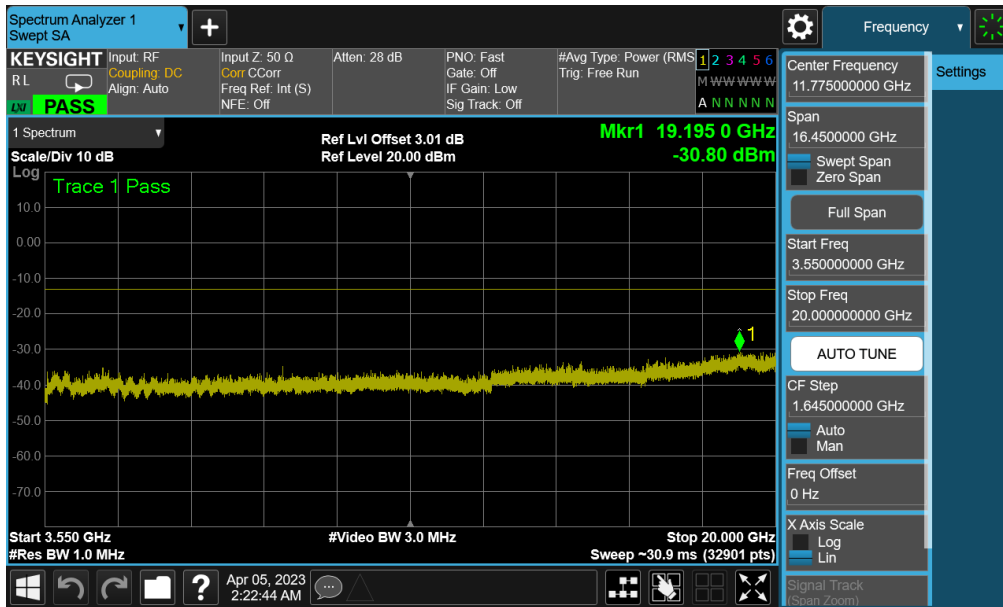 Spectrum Analyzer 1
Swept SA
Frequency
KEYSIGHT
R L
LXI
PASS
Input: RF
Coupling: DC
Align: Auto
Input Z: 50 Ω
Corr CCorr
Freq Ref: Int (S)
NFE: Off
Atten: 28 dB
PNO: Fast
Gate: Off
IF Gain: Low
Sig Track: Off
#Avg Type: Power (RMS
Trig: Free Run
1 2 3 4 5 6
M W W W W W
A N N N N N
1 Spectrum
Scale/Div 10 dB
Ref Lvl Offset 3.01 dB
Ref Level 20.00 dBm
Mkr1 19.195 0 GHz
-30.80 dBm
Log
Trace 1 Pass
10.0
0.00
-10.0
-20.0
-30.0
-40.0
-50.0
-60.0
-70.0
1
Start 3.550 GHz
#Res BW 1.0 MHz
#Video BW 3.0 MHz
Stop 20.000 GHz
Sweep ~30.9 ms (32901 pts)
Apr 05, 2023
2:22:44 AM
Center Frequency
11.775000000 GHz
Span
16.4500000 GHz
Swept Span
Zero Span
Full Span
Start Freq
3.550000000 GHz
Stop Freq
20.000000000 GHz
AUTO TUNE
CF Step
1.645000000 GHz
Auto
Man
Freq Offset
0 Hz
X Axis Scale
Log
Lin
Signal Track
(Span Zoom)
Settings